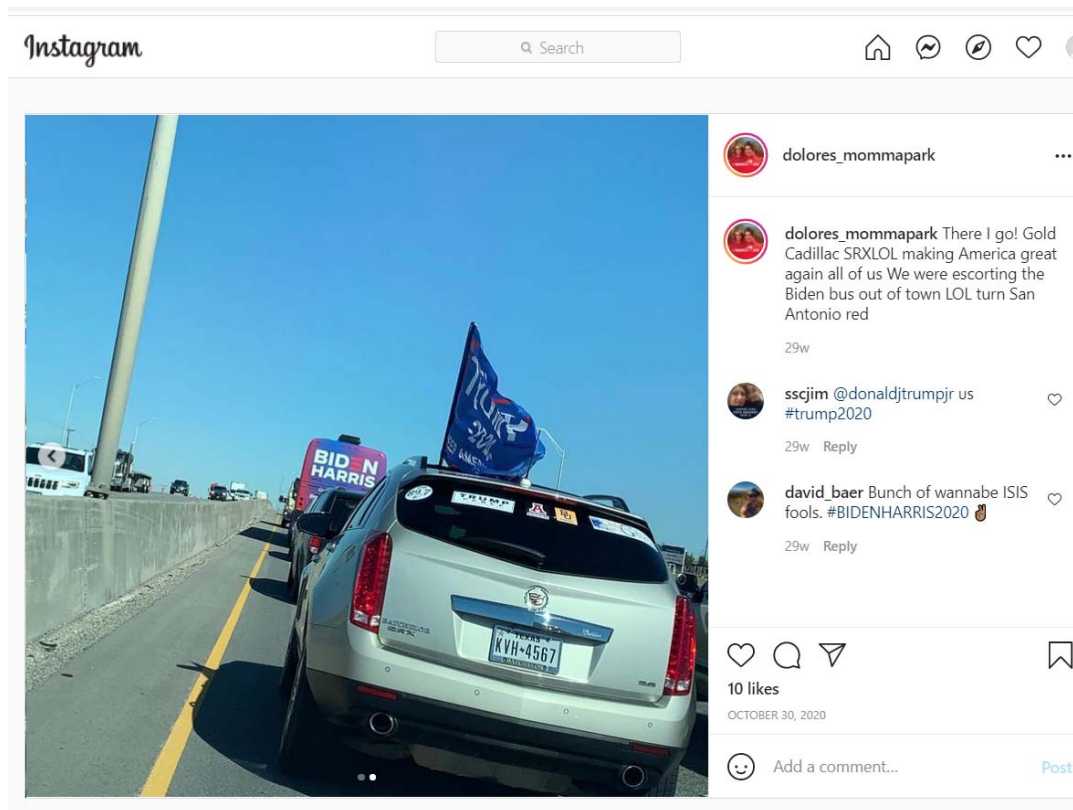 Instagram
Search
dolores_mommapark
dolores_mommapark There I go! Gold
Cadillac SRXLOL making America great
again all of us We were escorting the
Biden bus out of town LOL turn San
Antonio red
29w
sscjim @donaldjtrumpjr us
#trump2020
29w Reply
david_baer Bunch of wannabe ISIS
fools. #BIDENHARRIS2020
29w Reply
10 likes
OCTOBER 30, 2020
Add a comment...
Post
BIDEN
HARRIS
TRUMP
2020
TRUMP
SRX
TEXAS
KVH-4567